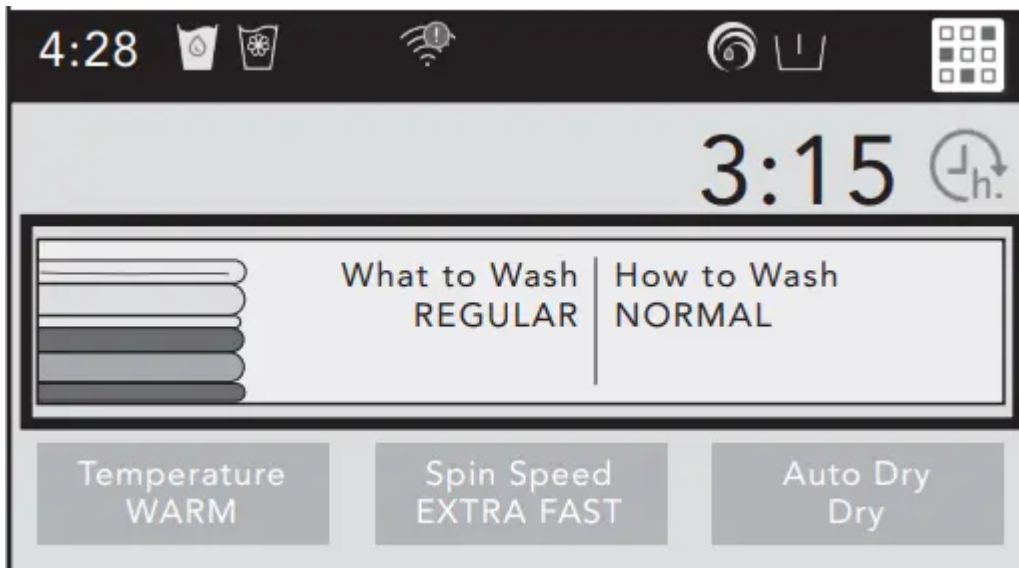 4:28
3:15
h.
What to Wash
REGULAR
How to Wash
NORMAL
Temperature
WARM
Spin Speed
EXTRA FAST
Auto Dry
Dry